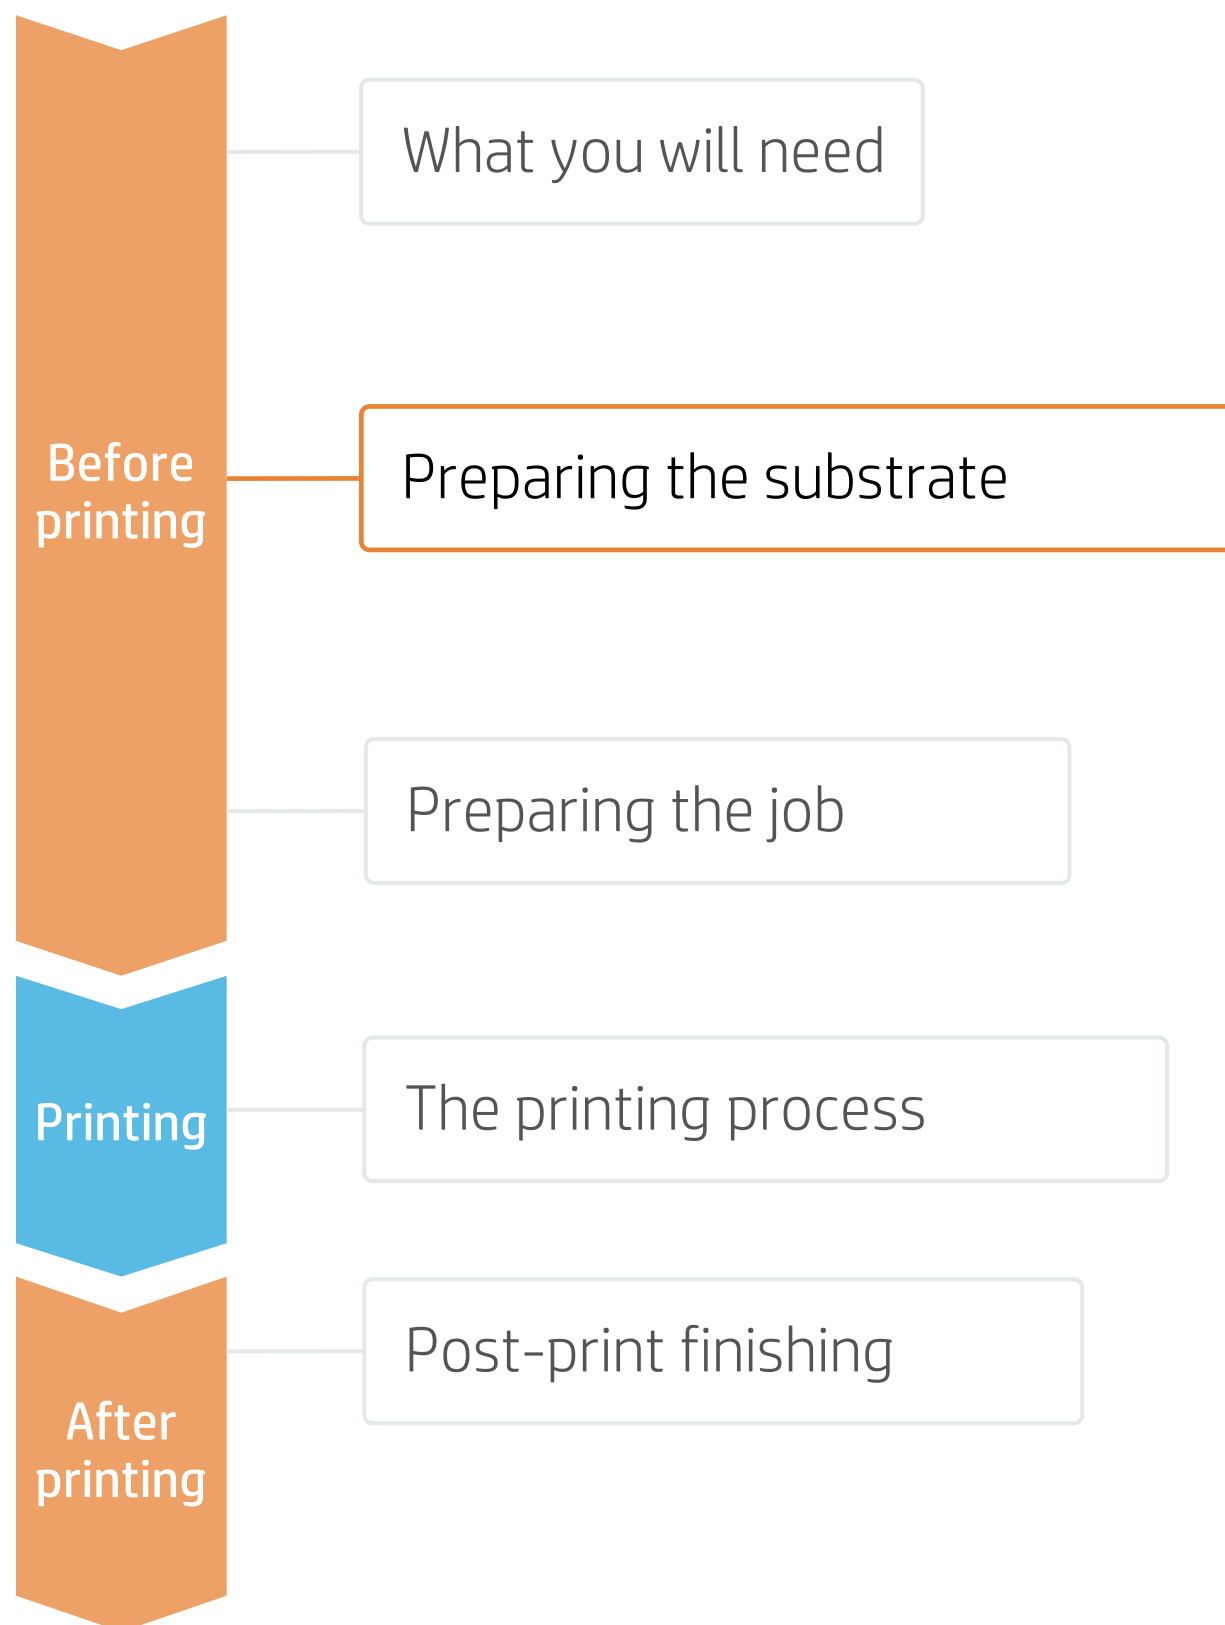 What you will need
Before
printing
Preparing the substrate
Preparing the job
Printing
The printing process
Post-print finishing
After
printing